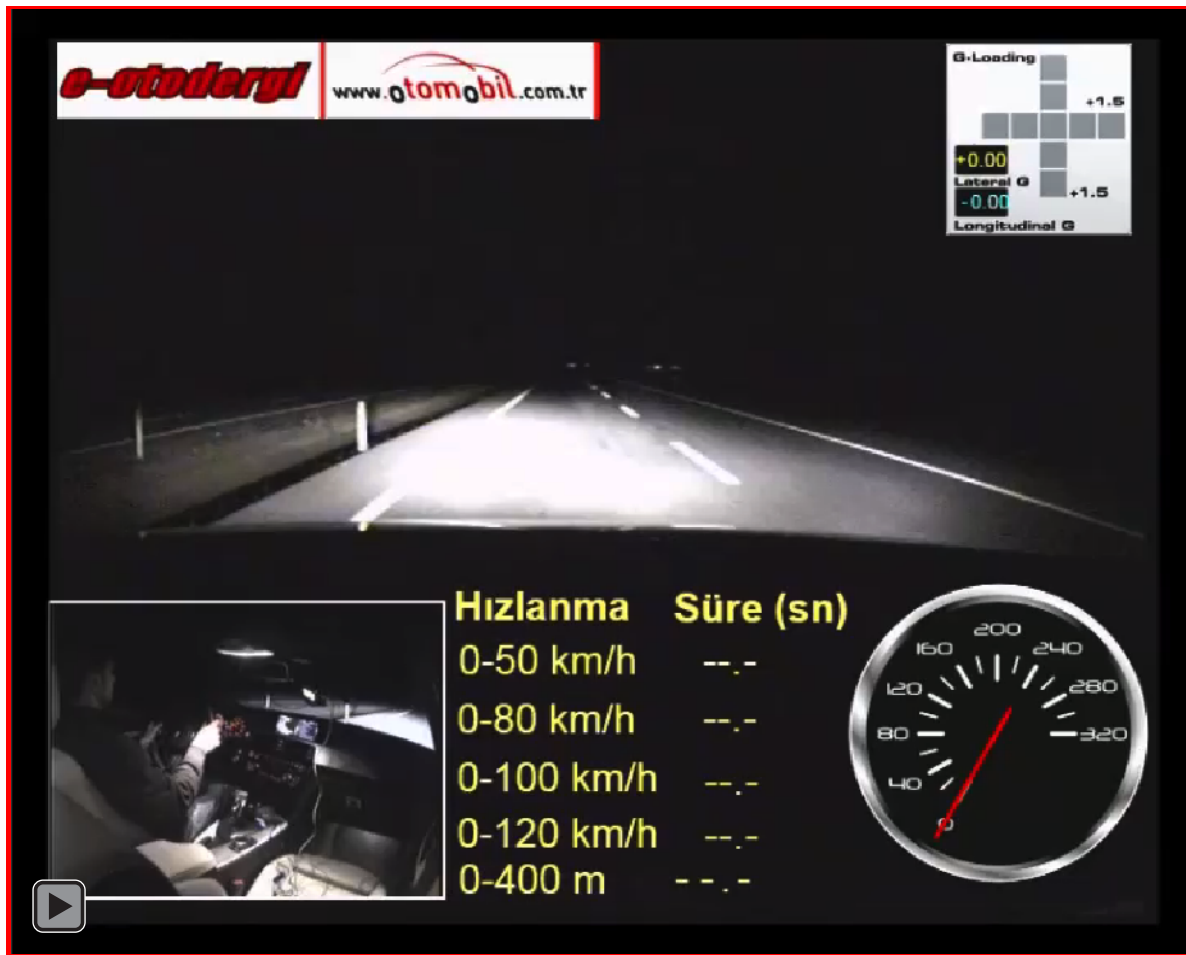 e-otodergi
www.otomobil.com.tr
G-Loading
+1.5
+0.00
Lateral G
+1.5
-0.00
Longitudinal G
Hızlanma Süre (sn)
0-50 km/h --.-
0-80 km/h --.-
0-100 km/h --.-
0-120 km/h --.-
0-400 m --.-
200
160 240
120 280
80 320
40
0